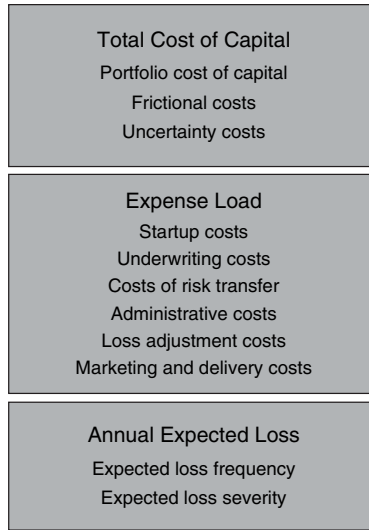 Total Cost of Capital
Portfolio cost of capital
Frictional costs
Uncertainty costs
Expense Load
Startup costs
Underwriting costs
Costs of risk transfer
Administrative costs
Loss adjustment costs
Marketing and delivery costs
Annual Expected Loss
Expected loss frequency
Expected loss severity